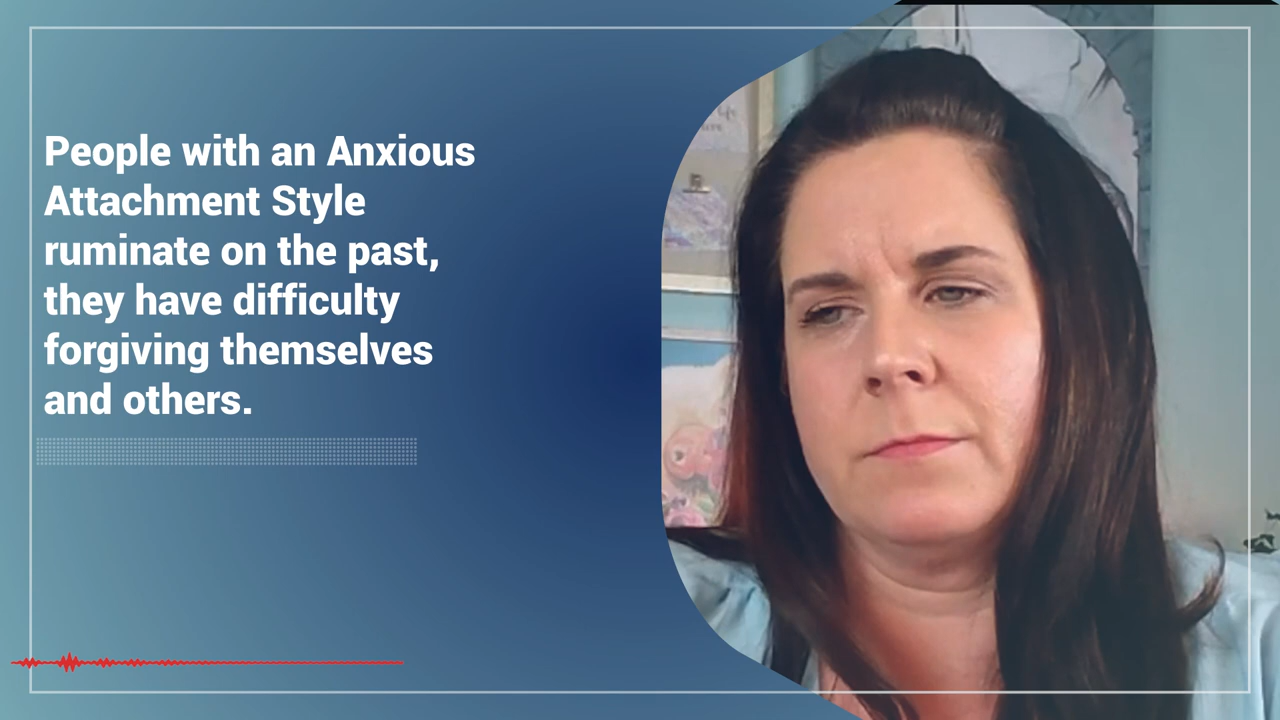 People with an Anxious
Attachment Style
ruminate on the past,
they have difficulty
forgiving themselves
and others.